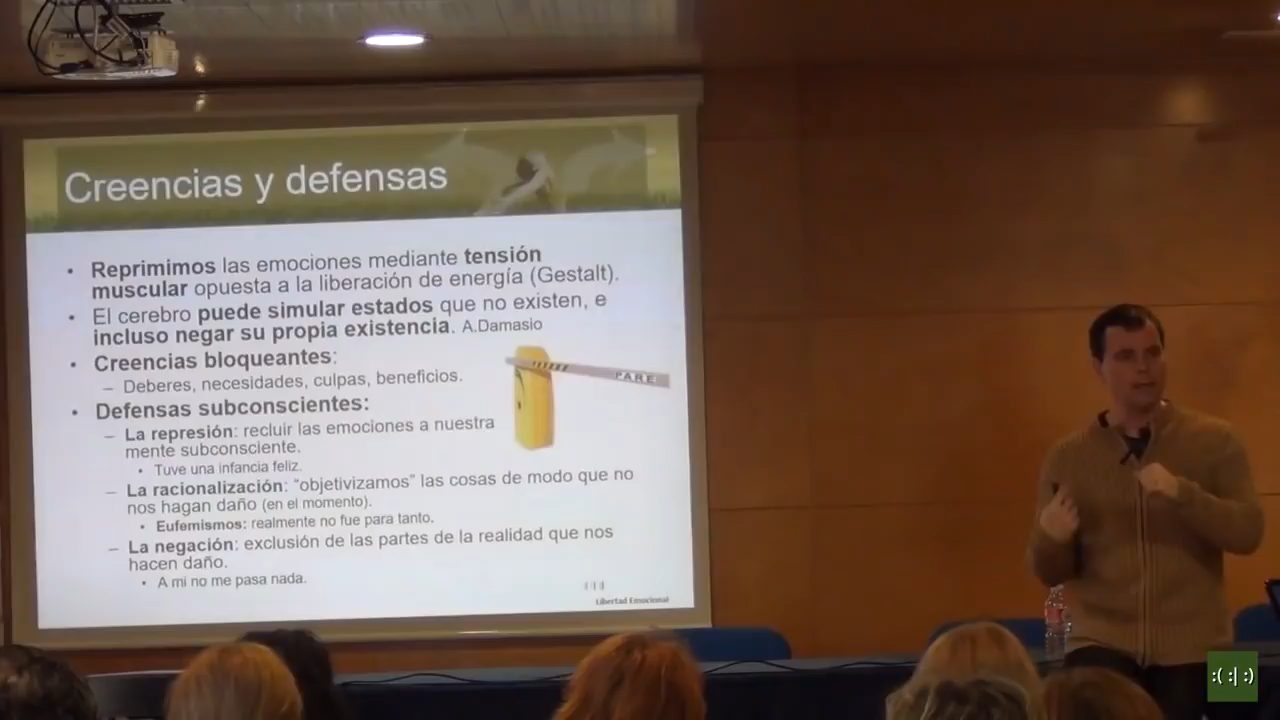 Creencias y defensas
• Reprimimos las emociones mediante tensión
muscular opuesta a la liberación de energía (Gestalt).
• El cerebro puede simular estados que no existen, e
incluso negar su propia existencia. A.Damasio
• Creencias bloqueantes:
– Deberes, necesidades, culpas, beneficios.
PARE
• Defensas subconscientes:
– La represión: recluir las emociones a nuestra
mente subconsciente.
• Tuve una infancia feliz.
– La racionalización: “objetivizamos” las cosas de modo que no
nos hagan daño (en el momento).
• Eufemismos: realmente no fue para tanto.
– La negación: exclusión de las partes de la realidad que nos
hacen daño.
• A mi no me pasa nada.
Libertad Emocional
:( :| :)